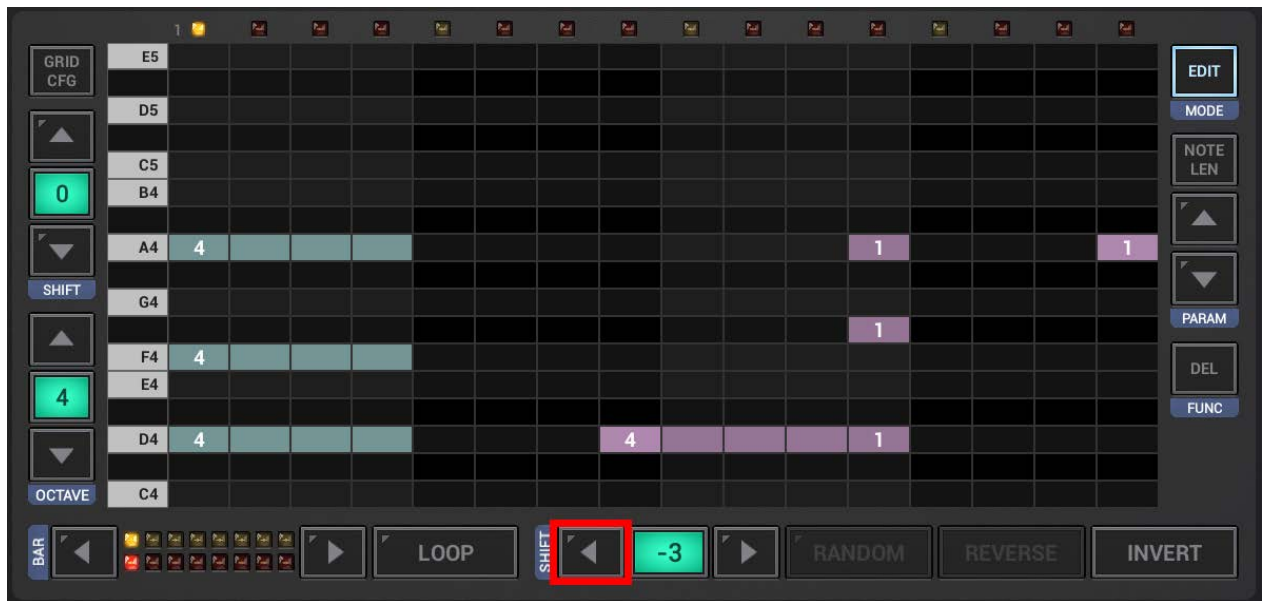 1
GRID
CFG
E5
EDIT
D5
MODE
C5
NOTE
LEN
0
B4
A4 4 1 1
SHIFT
G4
1
PARAM
F4 4
E4
DEL
4
FUNC
D4 4 4 1
OCTAVE
C4
BAR
LOOP
SHIFT
-3
RANDOM
REVERSE
INVERT